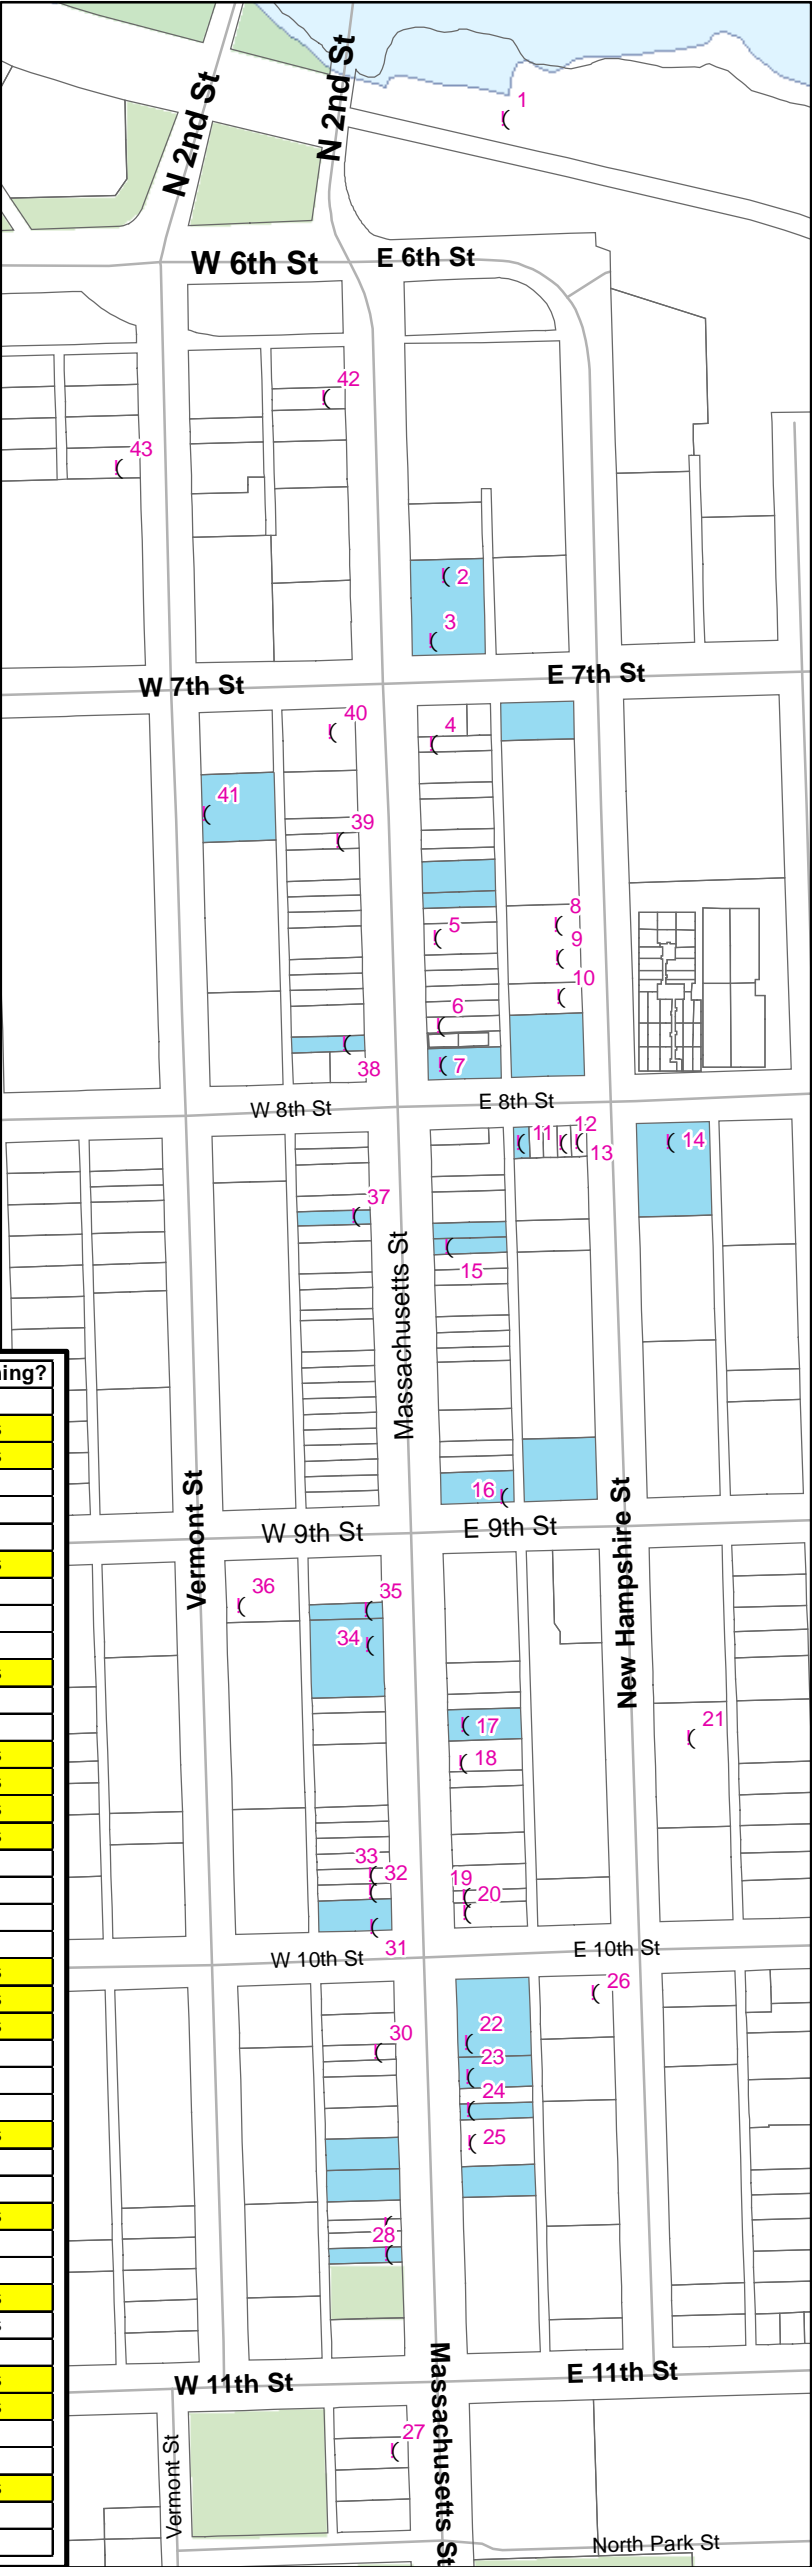 N 2nd St
N 2nd St
1
W 6th St
E 6th St
42
43
2
3
W 7th St
E 7th St
40
4
41
39
8
5
9
10
6
7
38
W 8th St
E 8th St
11
12
13
14
37
15
Massachusetts St
ing?
16
Vermont St
New Hampshire St
W 9th St
E 9th St
36
35
34
17
18
21
33
32
19
20
31
W 10th St
E 10th St
26
22
30
23
24
25
28
W 11th St
E 11th St
Massachusetts St
27
Vermont St
North Park St